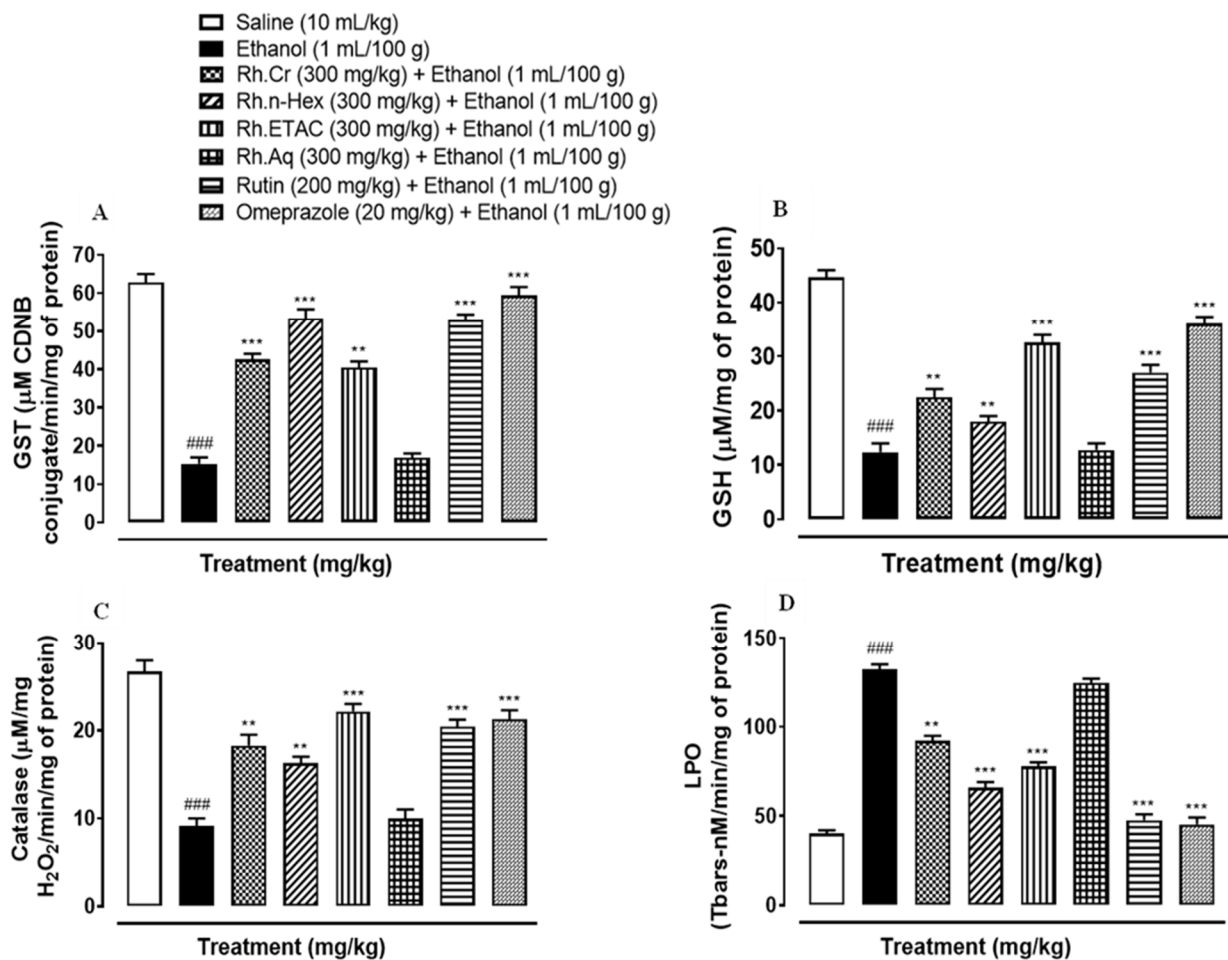 Saline (10 mL/kg)
Ethanol (1 mL/100 g)
Rh.Cr (300 mg/kg) + Ethanol (1 mL/100 g)
Rh.n-Hex (300 mg/kg) + Ethanol (1 mL/100 g)
Rh.ETAC (300 mg/kg) + Ethanol (1 mL/100 g)
Rh.Aq (300 mg/kg) + Ethanol (1 mL/100 g)
Rutin (200 mg/kg) + Ethanol (1 mL/100 g)
Omeprazole (20 mg/kg) + Ethanol (1 mL/100 g)
A
GST (μM CDNB
conjugate/min/mg of protein)
70
60
50
40
30
20
10
0
###
***
***
**
***
***
Treatment (mg/kg)
B
GSH (μM/mg of protein)
50
40
30
20
10
0
###
**
**
***
***
***
Treatment (mg/kg)
C
Catalase (μM/mg
H₂O₂/min/mg of protein)
30
20
10
0
###
**
**
***
***
***
Treatment (mg/kg)
D
LPO
(Tbars-nM/min/mg of protein)
150
100
50
0
###
**
***
***
***
***
Treatment (mg/kg)